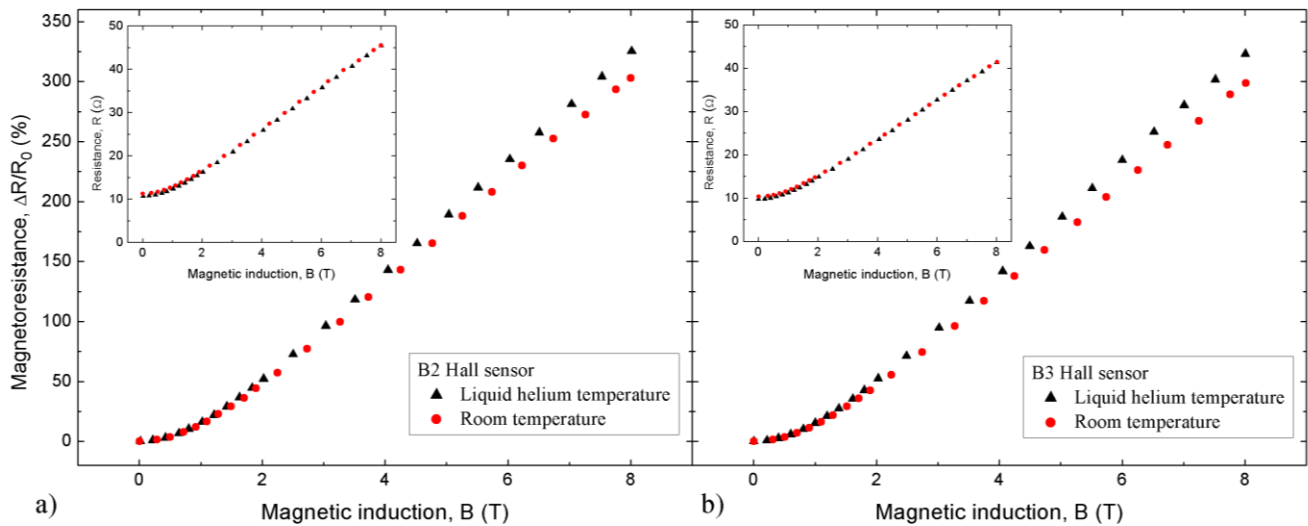 Magnetoresistance, ΔR/R₀ (%)
350
300
250
200
150
100
50
0
0 2 4 6 8
Magnetic induction, B (T)
a)
Resistance, R (Ω)
50
40
30
20
10
0
0 2 4 6 8
Magnetic induction, B (T)
B2 Hall sensor
Liquid helium temperature
Room temperature
Resistance, R (Ω)
50
40
30
20
10
0
0 2 4 6 8
Magnetic induction, B (T)
B3 Hall sensor
Liquid helium temperature
Room temperature
0 2 4 6 8
Magnetic induction, B (T)
b)